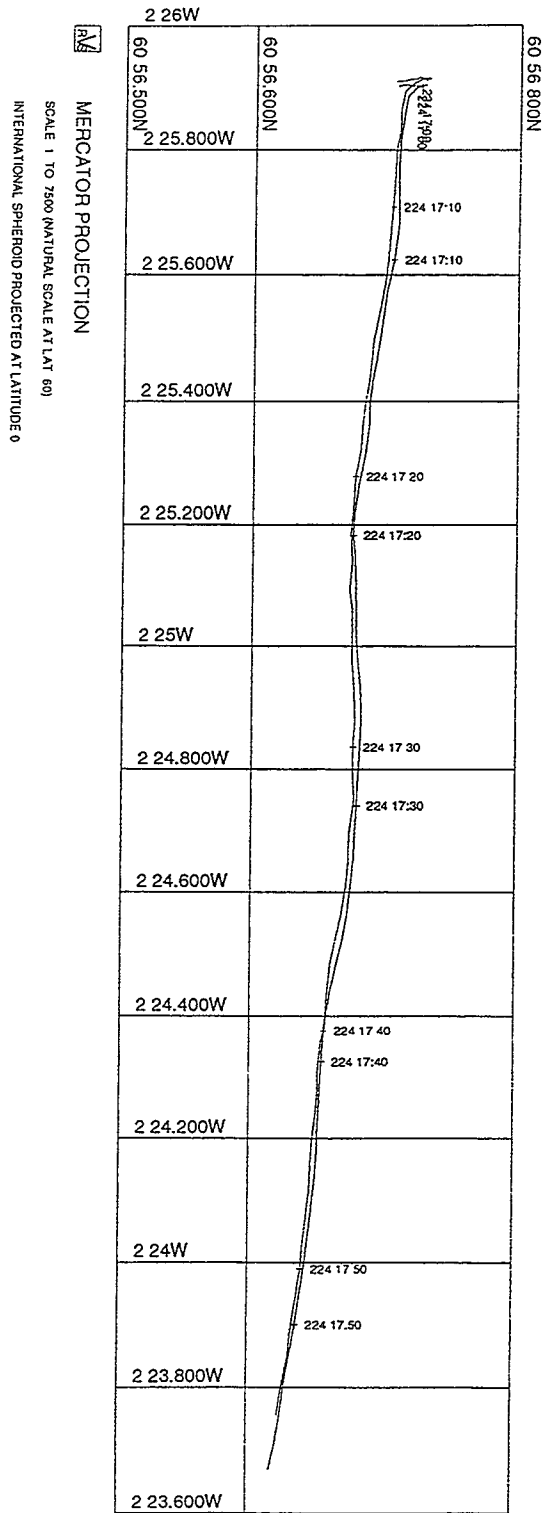 2 26W
60 56.500N
60 56.600N
60 56.800N
2 25.800W
224 17:10
2 25.600W
224 17:10
2 25.400W
224 17 20
2 25.200W
224 17:20
2 25W
224 17 30
2 24.800W
224 17:30
2 24.600W
2 24.400W
224 17 40
224 17:40
2 24.200W
2 24W
224 17 50
224 17.50
2 23.800W
2 23.600W
RVS
MERCATOR PROJECTION
SCALE 1 TO 7500 (NATURAL SCALE AT LAT 60)
INTERNATIONAL SPHEROID PROJECTED AT LATITUDE 0